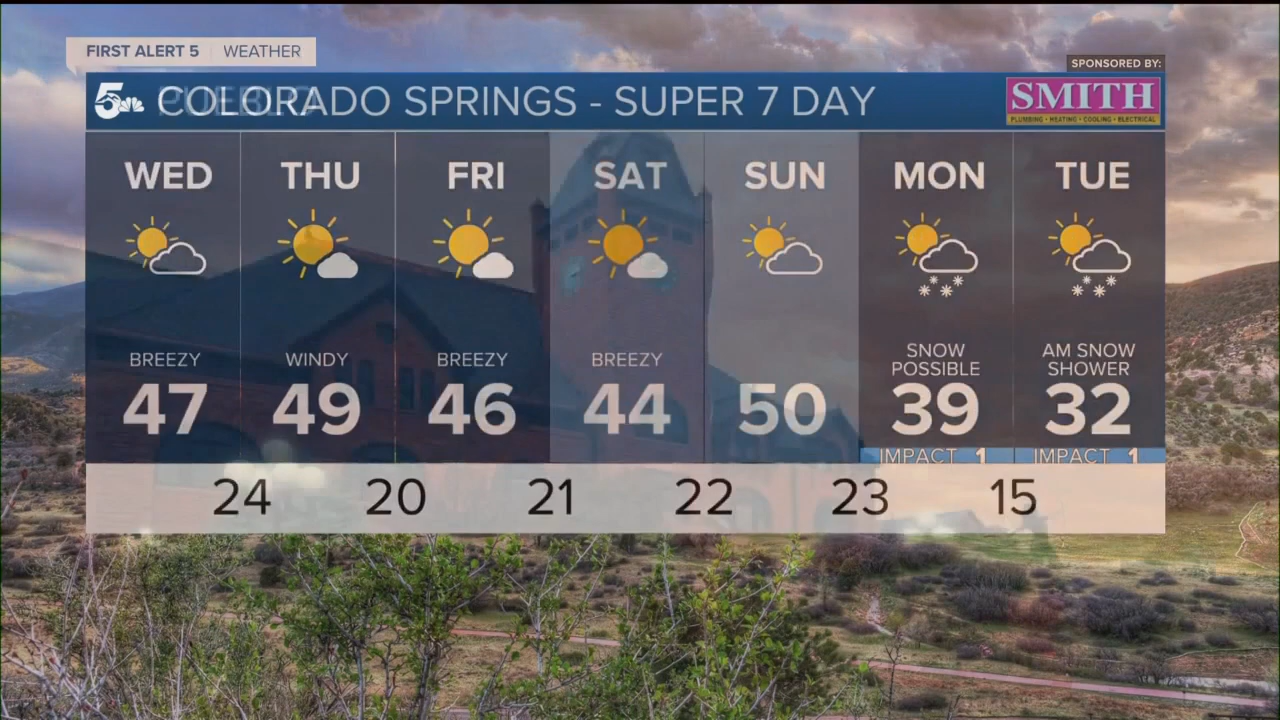 FIRST ALERT 5 | WEATHER
SPONSORED BY:
5 COLORADO SPRINGS - SUPER 7 DAY
PUEBLO
SMITH
PLUMBING • HEATING • COOLING • ELECTRICAL
WED THU FRI SAT SUN MON TUE
BREEZY WINDY BREEZY BREEZY SNOW POSSIBLE AM SNOW SHOWER
47 49 46 44 50 39 32
IMPACT 1 IMPACT 1
24 20 21 22 23 15